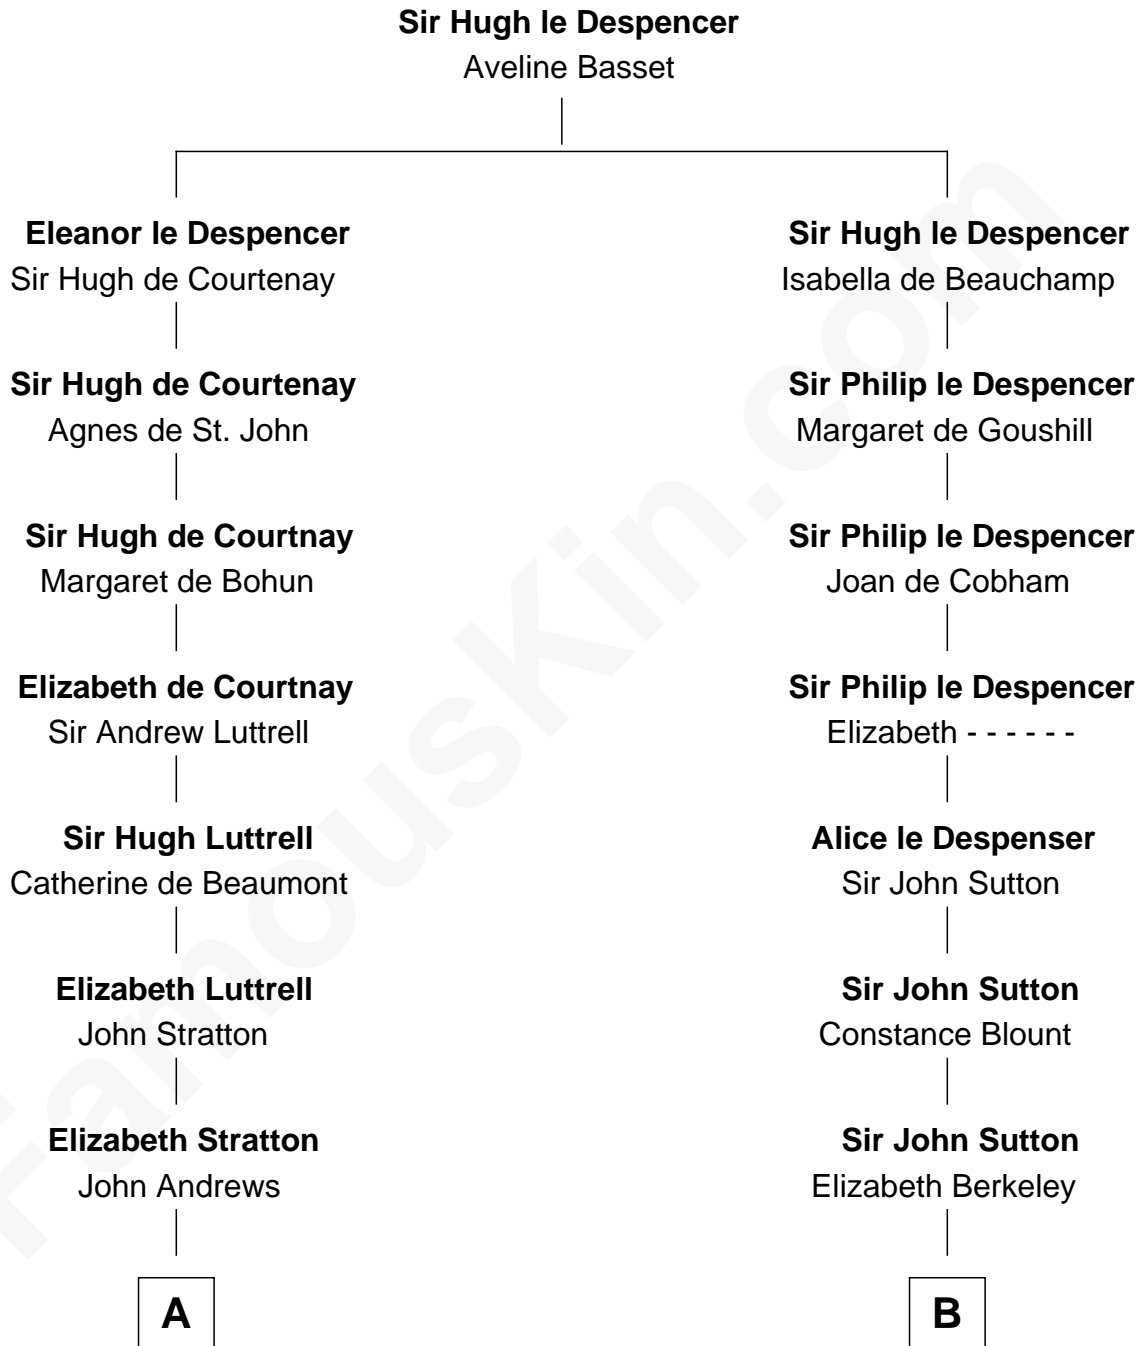 Sir Hugh le Despencer
Aveline Basset
Eleanor le Despencer
Sir Hugh de Courtenay
Sir Hugh le Despencer
Isabella de Beauchamp
Sir Hugh de Courtenay
Agnes de St. John
Sir Philip le Despencer
Margaret de Goushill
Sir Hugh de Courtnay
Margaret de Bohun
Sir Philip le Despencer
Joan de Cobham
Elizabeth de Courtnay
Sir Andrew Luttrell
Sir Philip le Despencer
Elizabeth - - - - - -
Sir Hugh Luttrell
Catherine de Beaumont
Alice le Despenser
Sir John Sutton
Elizabeth Luttrell
John Stratton
Sir John Sutton
Constance Blount
Elizabeth Stratton
John Andrews
Sir John Sutton
Elizabeth Berkeley
A
B
FamousKin.com